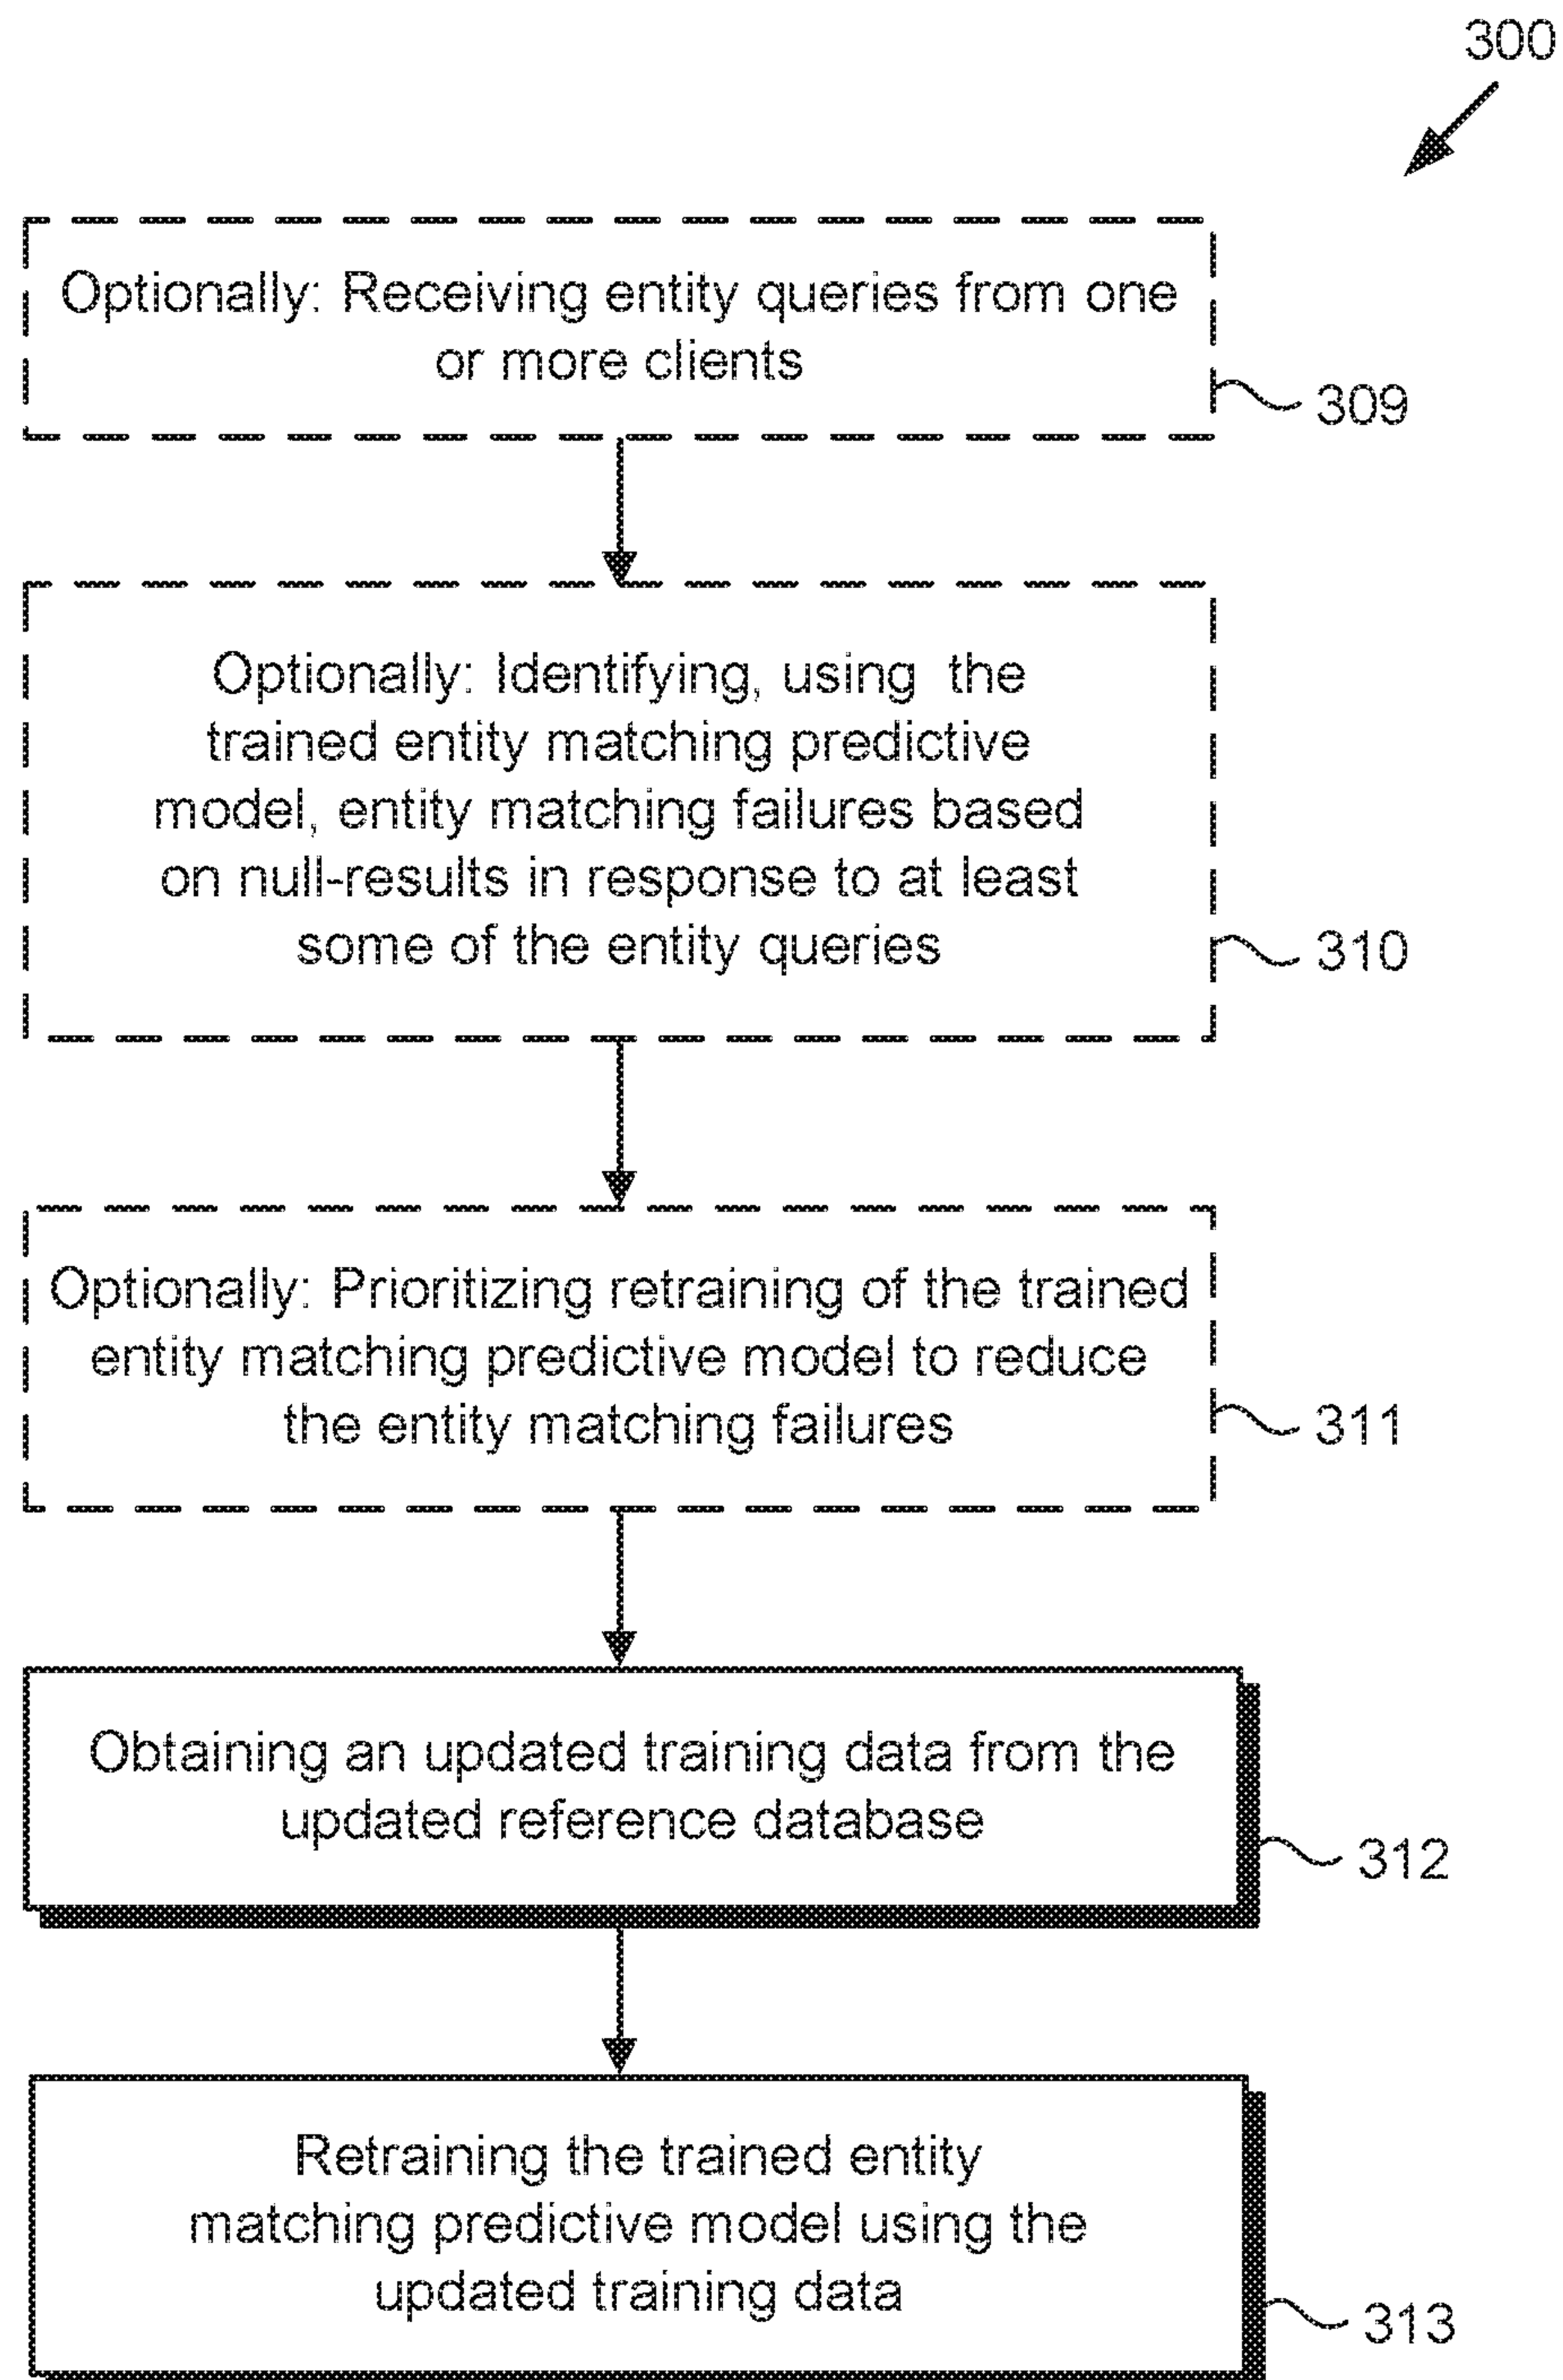 300
Optionally: Receiving entity queries from one
or more clients
309
Optionally: Identifying, using the
trained entity matching predictive
model, entity matching failures based
on null-results in response to at least
some of the entity queries
310
Optionally: Prioritizing retraining of the trained
entity matching predictive model to reduce
the entity matching failures
311
Obtaining an updated training data from the
updated reference database
312
Retraining the trained entity
matching predictive model using the
updated training data
313